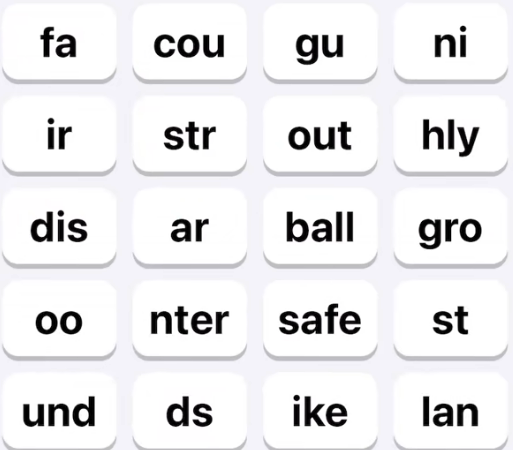 fa cou gu ni
ir str out hly
dis ar ball gro
oo nter safe st
und ds ike lan